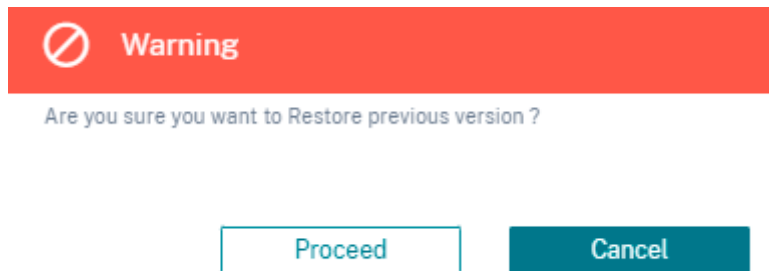 Warning
Are you sure you want to Restore previous version ?
Proceed
Cancel